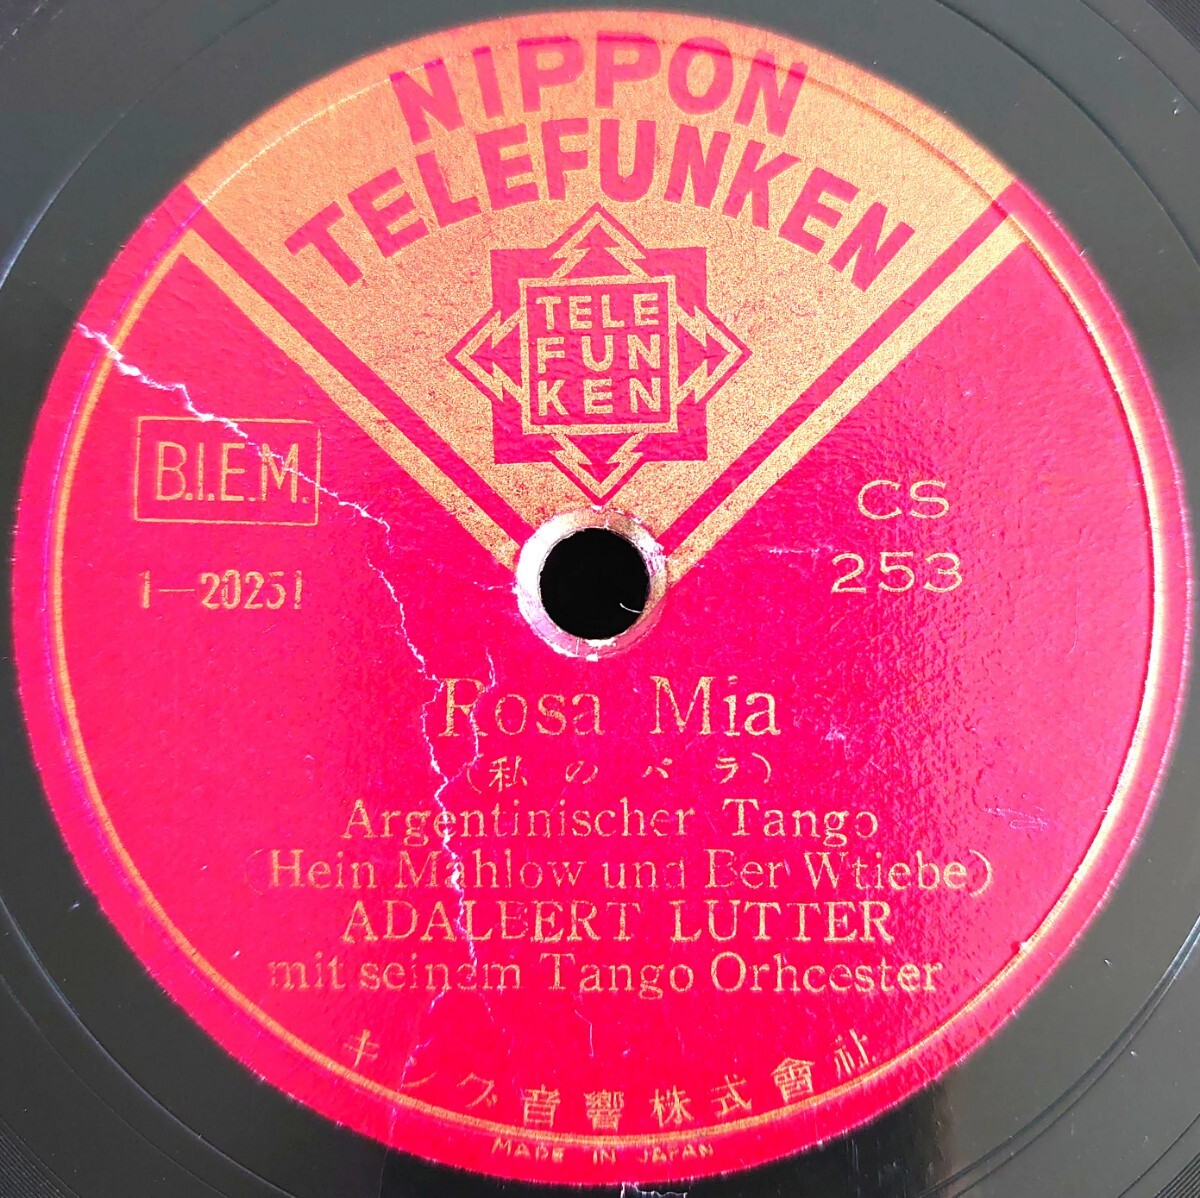 NIPPON
TELEFUNKEN
TELE
FUN
KEN
B.I.E.M.
CS
253
1—20251
Rosa Mia
(私のバラ)
Argentinischer Tango
(Hein Mahlow und Ber Wtiebe)
ADALBERT LUTTER
mit seinem Tango Orhcester
キング音響株式會社
MADE IN JAPAN